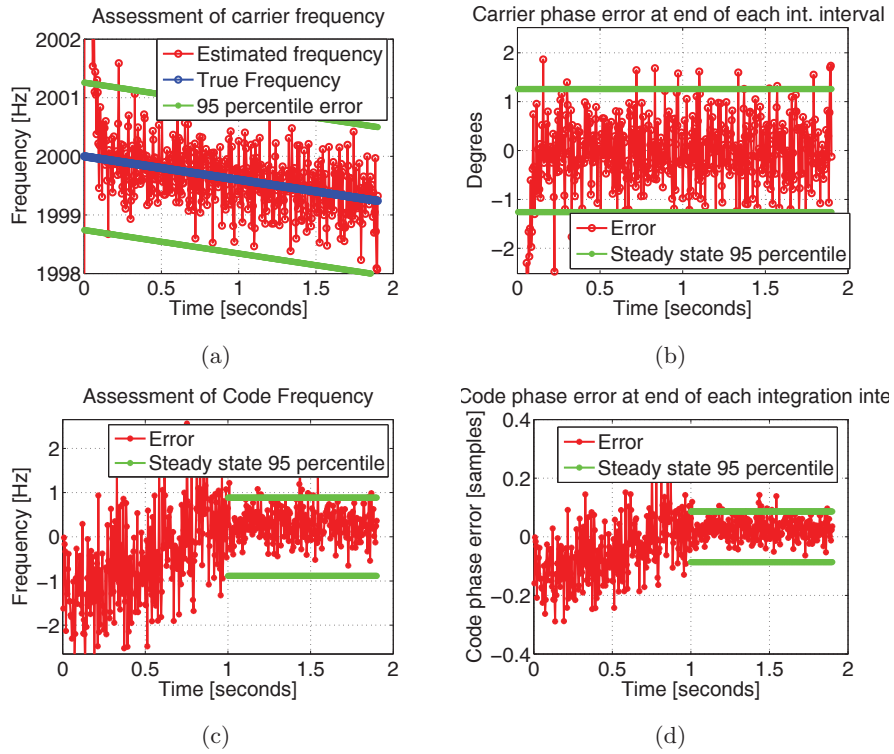 Assessment of carrier frequency
2002
2001
2000
1999
1998
Frequency [Hz]
Estimated frequency
True Frequency
95 percentile error
0
0.5
1
1.5
2
Time [seconds]
(a)
Carrier phase error at end of each int. interval
2
1
0
−1
−2
Degrees
Error
Steady state 95 percentile
0
0.5
1
1.5
2
Time [seconds]
(b)
Assessment of Code Frequency
2
1
0
−1
−2
Frequency [Hz]
Error
Steady state 95 percentile
0
0.5
1
1.5
2
Time [seconds]
(c)
Code phase error at end of each integration inte
0.4
0.2
0
−0.2
−0.4
Code phase error [samples]
Error
Steady state 95 percentile
0
0.5
1
1.5
2
Time [seconds]
(d)